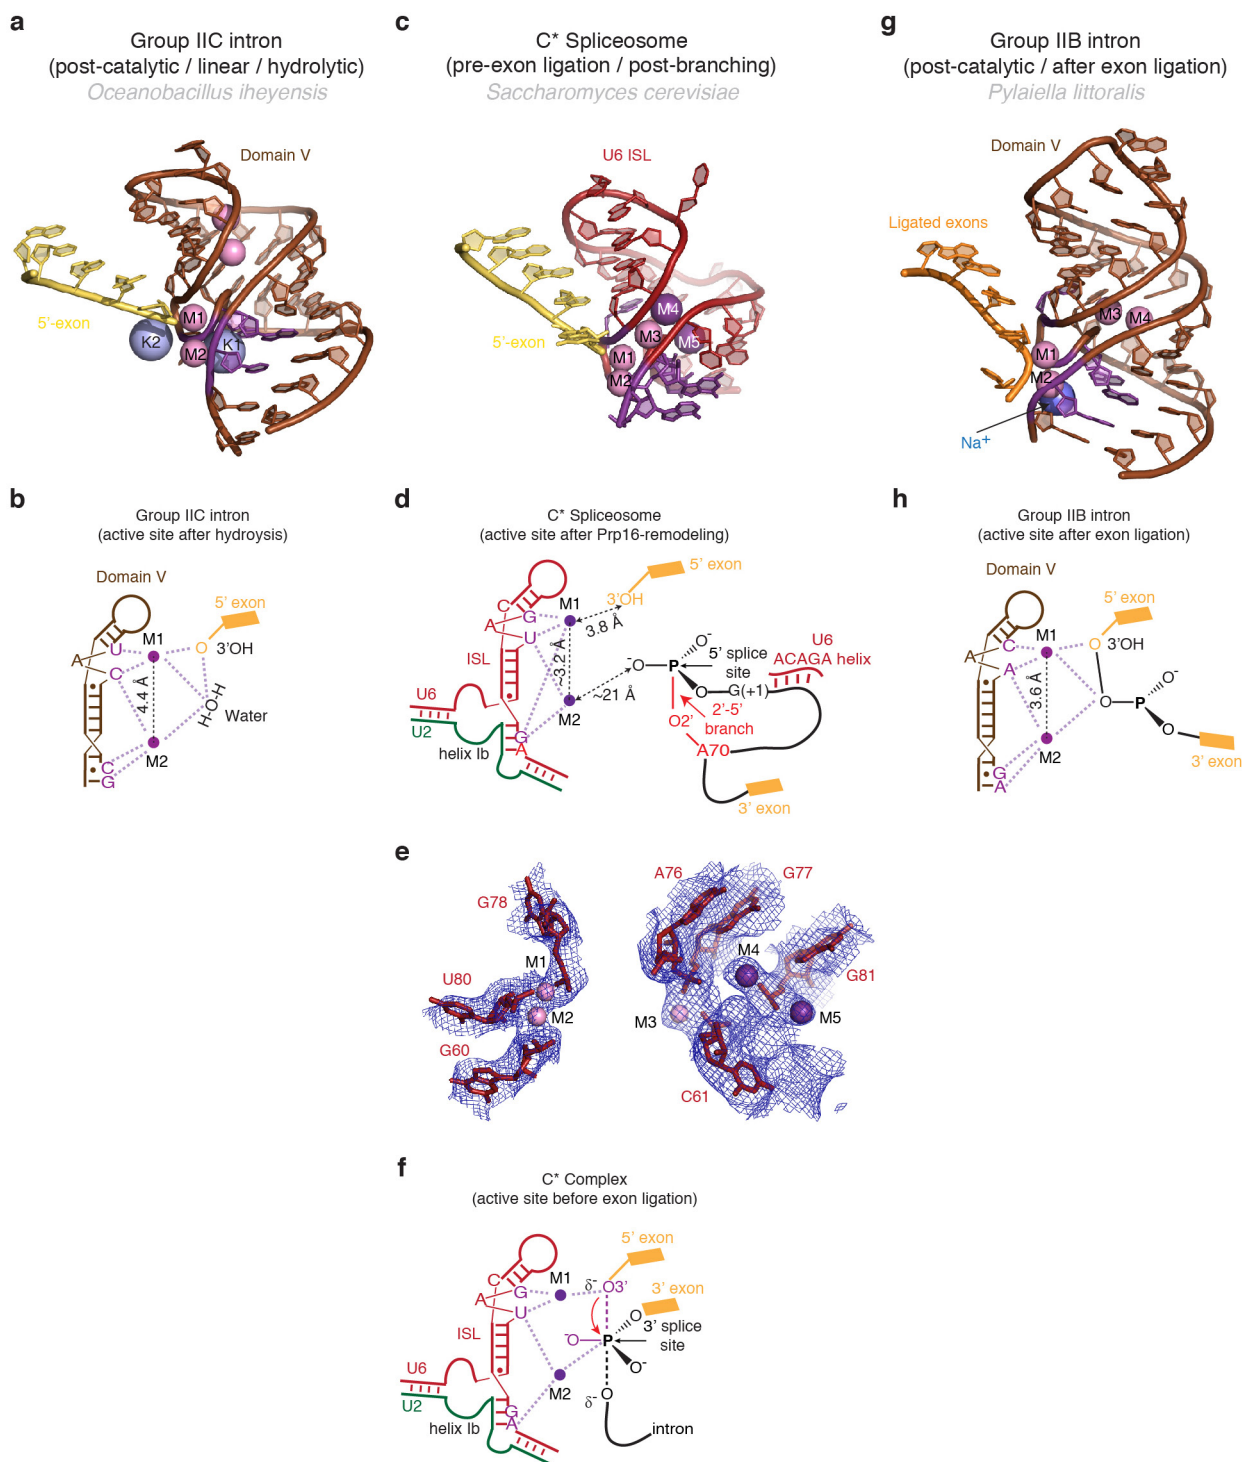 a
Group IIC intron
(post-catalytic / linear / hydrolytic)
Oceanobacillus iheyensis
Domain V
5'-exon
M1
K2
M2
K1
c
C* Spliceosome
(pre-exon ligation / post-branching)
Saccharomyces cerevisiae
U6 ISL
5'-exon
M4
M3
M5
M1
M2
g
Group IIB intron
(post-catalytic / after exon ligation)
Pylaiella littoralis
Domain V
Ligated exons
M3
M4
M1
M2
Na+
b
Group IIC intron
(active site after hydroysis)
Domain V
5' exon
M1
U
O
3'OH
A
C
4.4 Å
H-O-H
Water
M2
C
G
d
C* Spliceosome
(active site after Prp16-remodeling)
5' exon
M1
3'OH
C
G
A
U
3.8 Å
~3.2 Å
ISL
O-
5' splice
site
U6
ACAGA helix
-O
P
O
G(+1)
~21 Å
2'-5'
branch
U6
M2
O2'
U2
helix Ib
G
A
A70
3' exon
h
Group IIB intron
(active site after exon ligation)
Domain V
5' exon
M1
C
O
3'OH
A
A
3.6 Å
O-
O
P
O
M2
3' exon
G
A
e
G78
M1
U80
M2
G60
A76
G77
M4
G81
M3
M5
C61
f
C* Complex
(active site before exon ligation)
5' exon
M1
δ-
O3'
3' exon
C
G
A
U
O
3' splice
site
ISL
-O
P
O-
U6
M2
δ-
O
U2
G
A
helix Ib
intron